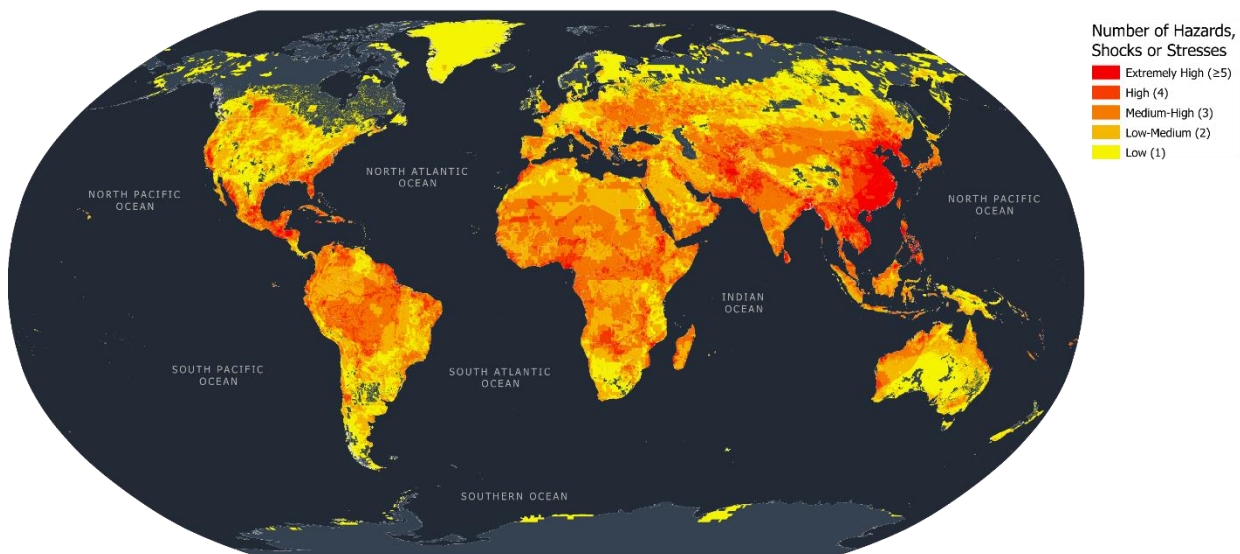 Number of Hazards,
Shocks or Stresses
Extremely High (≥5)
High (4)
Medium-High (3)
Low-Medium (2)
Low (1)
NORTH ATLANTIC
OCEAN
NORTH PACIFIC
OCEAN
NORTH PACIFIC
OCEAN
INDIAN
OCEAN
SOUTH PACIFIC
OCEAN
SOUTH ATLANTIC
OCEAN
SOUTHERN OCEAN